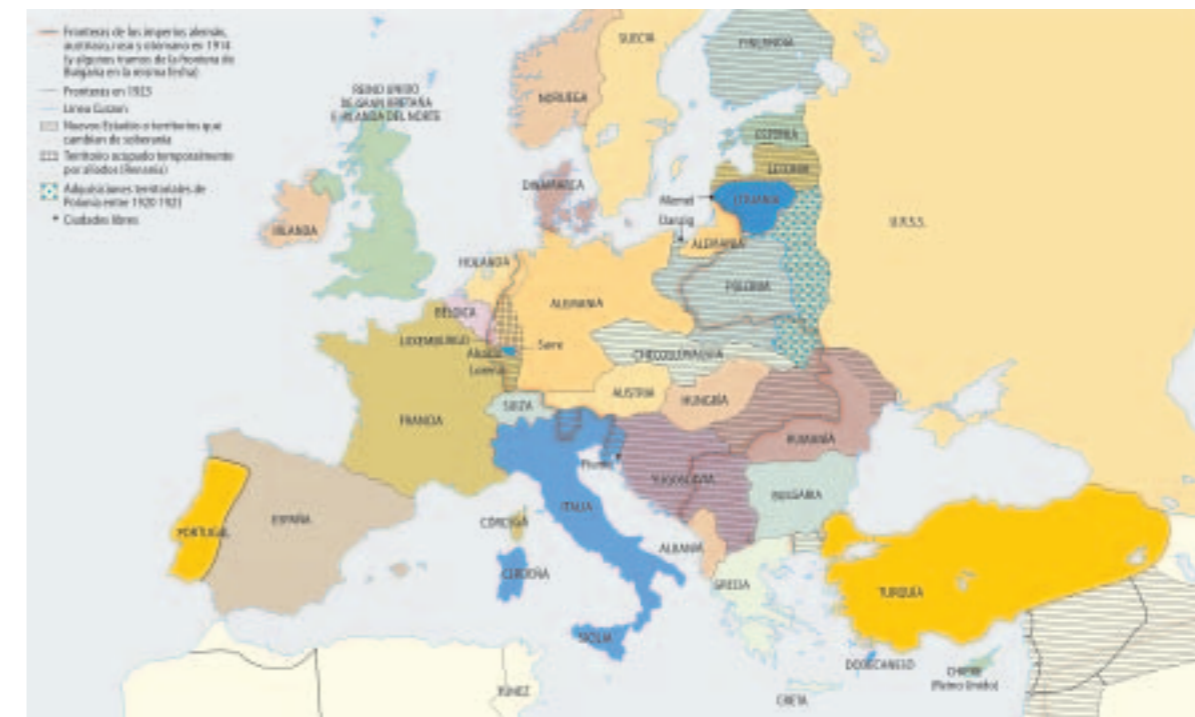 Fronteras de los imperios alemán,
austríaco, ruso y otomano en 1914
(y algunos tramos de la frontera de
Bulgaria en la misma fecha)
Fronteras en 1923
Línea Curzon
Nuevos Estados o territorios que
cambian de soberanía
Territorio ocupado temporalmente
por aliados (Renania)
Adquisiciones territoriales de
Polonia entre 1920 1923
Ciudades libres
SUECIA
FINLANDIA
NORUEGA
REINO UNIDO
DE GRAN BRETAÑA
E IRLANDA DEL NORTE
ESTONIA
LETONIA
DINAMARCA
Memel
LITUANIA
Danzig
IRLANDA
U.R.S.S.
ALEMANIA
HOLANDA
POLONIA
ALEMANIA
BÉLGICA
LUXEMBURGO
Sarre
Alsacia
Lorena
CHECOSLOVAQUIA
AUSTRIA
HUNGRÍA
SUIZA
FRANCIA
RUMANÍA
Fiume
YUGOSLAVIA
BULGARIA
ITALIA
CÓRCEGA
ESPAÑA
PORTUGAL
ALBANIA
CERDEÑA
GRECIA
TURQUÍA
SICILIA
DODECANESO
CHIPRE
(Reino Unido)
TÚNEZ
CRETA